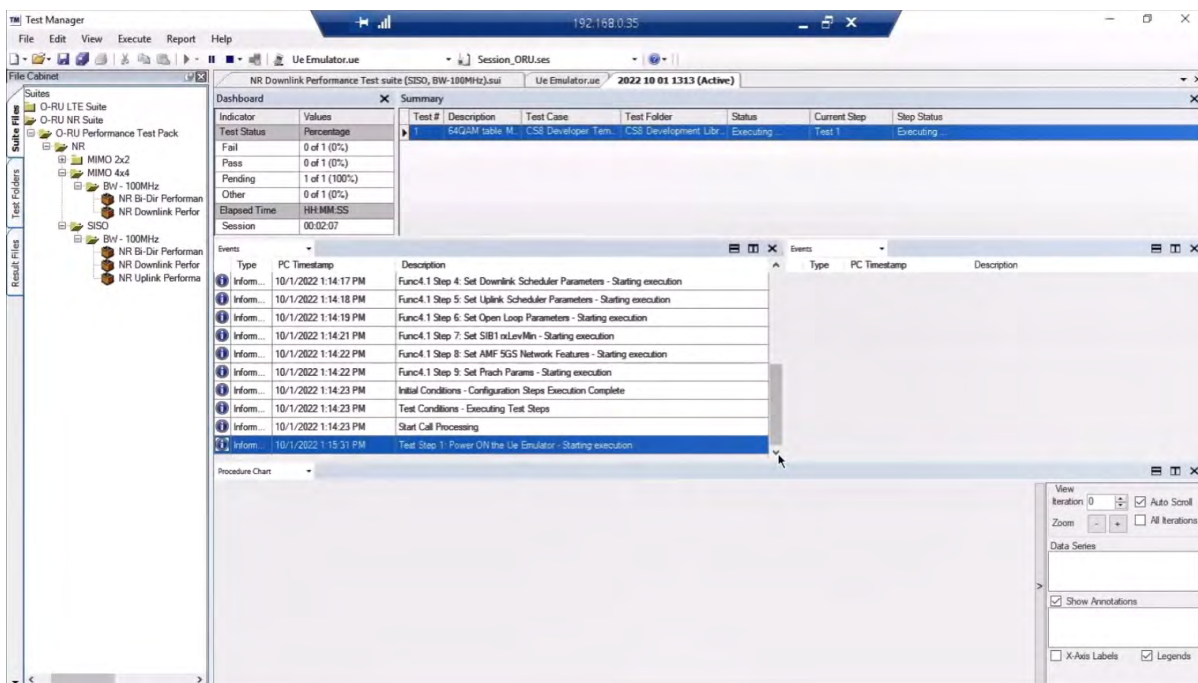 TM Test Manager
192.168.0.35
File Edit View Execute Report Help
Ue Emulator.ue
Session_ORU.ses
File Cabinet
NR Downlink Performance Test suite (SISO, BW-100MHz).sui
Ue Emulator.ue
2022 10 01 1313 (Active)
Suite Files
Test Folders
Result Files
Suites
O-RU LTE Suite
O-RU NR Suite
O-RU Performance Test Pack
NR
MIMO 2x2
MIMO 4x4
BW - 100MHz
NR Bi-Dir Performan
NR Downlink Perfor
SISO
BW - 100MHz
NR Bi-Dir Performan
NR Downlink Perfor
NR Uplink Performa
Dashboard
Indicator Values
Test Status Percentage
Fail 0 of 1 (0%)
Pass 0 of 1 (0%)
Pending 1 of 1 (100%)
Other 0 of 1 (0%)
Elapsed Time HH:MM:SS
Session 00:02:07
Summary
Test # Description Test Case Test Folder Status Current Step Step Status
1 64QAM table M... CS8 Developer Tem... CS8 Development Libr... Executing ... Test 1 Executing ...
Events
Type PC Timestamp Description
Inform... 10/1/2022 1:14:17 PM Func4.1 Step 4: Set Downlink Scheduler Parameters - Starting execution
Inform... 10/1/2022 1:14:18 PM Func4.1 Step 5: Set Uplink Scheduler Parameters - Starting execution
Inform... 10/1/2022 1:14:19 PM Func4.1 Step 6: Set Open Loop Parameters - Starting execution
Inform... 10/1/2022 1:14:21 PM Func4.1 Step 7: Set SIB1 rxLevMin - Starting execution
Inform... 10/1/2022 1:14:22 PM Func4.1 Step 8: Set AMF 5GS Network Features - Starting execution
Inform... 10/1/2022 1:14:22 PM Func4.1 Step 9: Set Prach Params - Starting execution
Inform... 10/1/2022 1:14:23 PM Initial Conditions - Configuration Steps Execution Complete
Inform... 10/1/2022 1:14:23 PM Test Conditions - Executing Test Steps
Inform... 10/1/2022 1:14:23 PM Start Call Processing
Inform... 10/1/2022 1:15:31 PM Test Step 1: Power ON the Ue Emulator - Starting execution
Events
Type PC Timestamp Description
Procedure Chart
View
Iteration 0 Auto Scroll
Zoom - + All Iterations
Data Series
Show Annotations
X-Axis Labels Legends